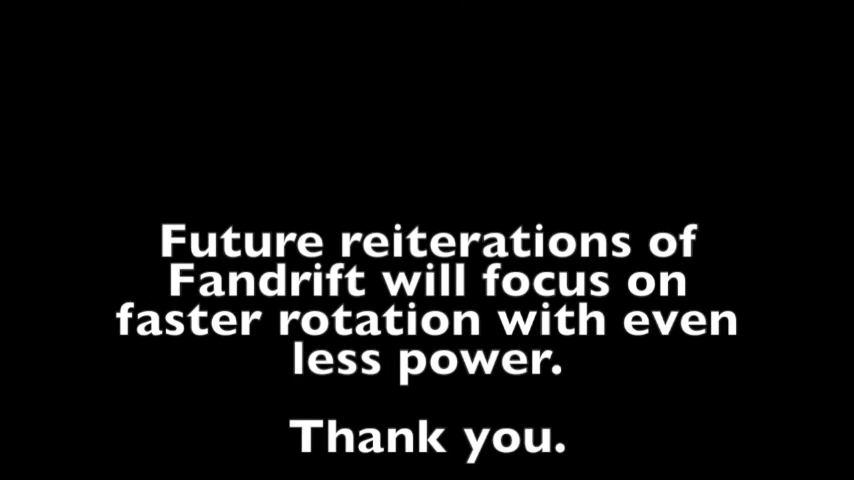 Future reiterations of
Fandrift will focus on
faster rotation with even
less power.
Thank you.